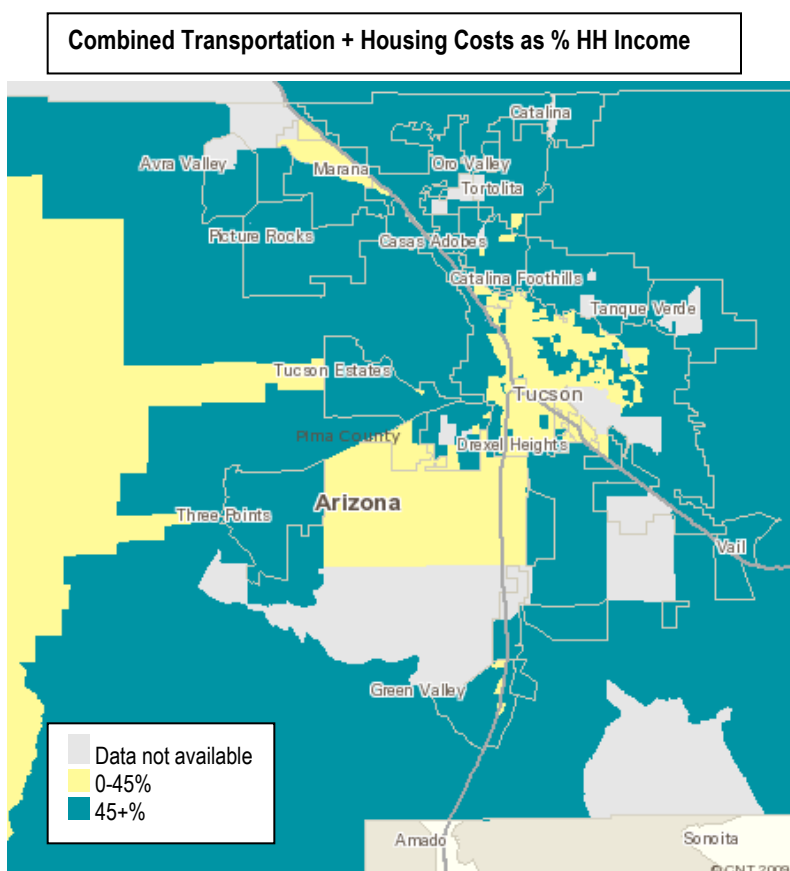 Combined Transportation + Housing Costs as % HH Income
Catalina
Avra Valley
Marana
Oro Valley
Tortolita
Picture Rocks
Casas Adobes
Catalina Foothills
Tanque Verde
Tucson Estates
Tucson
Pima County
Drexel Heights
Arizona
Three Points
Vail
Green Valley
Data not available
0-45%
45+%
Amado
Sonoita
© CNT 2009